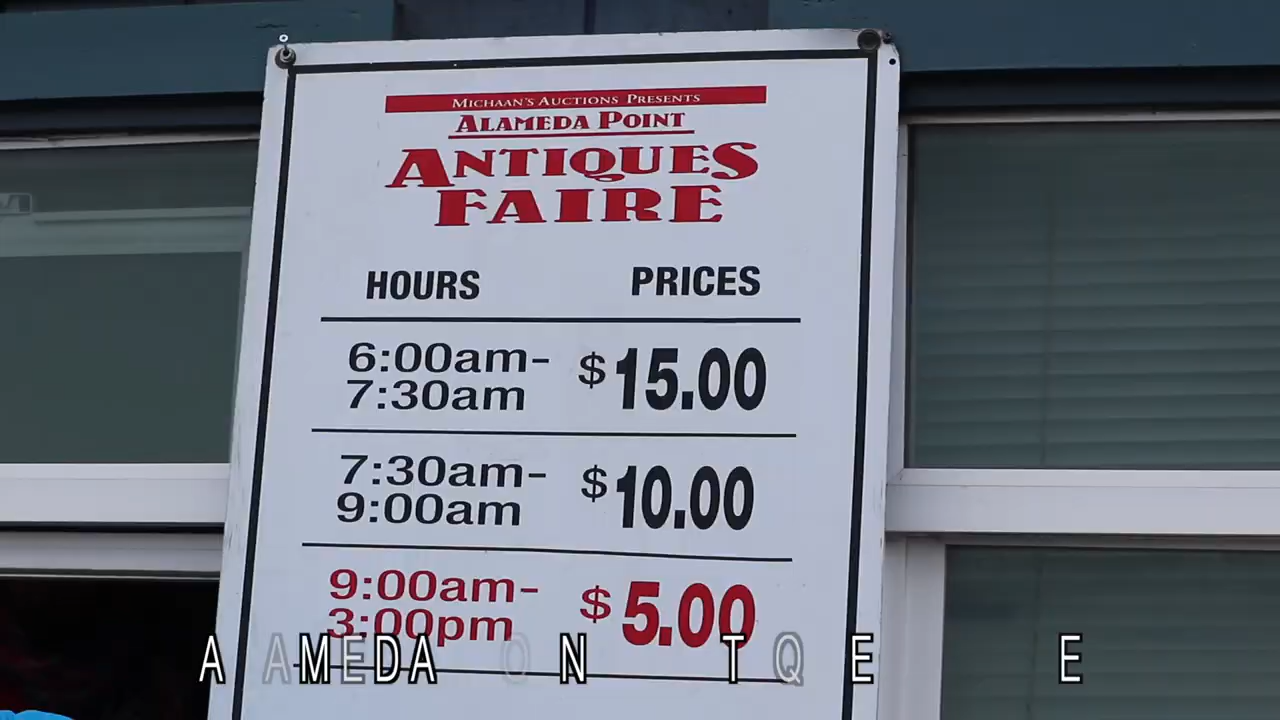 MICHAAN'S AUCTIONS PRESENTS
ALAMEDA POINT
ANTIQUES
FAIRE
HOURS PRICES
6:00am-
7:30am
$15.00
7:30am-
9:00am
$10.00
9:00am-
3:00pm
$5.00